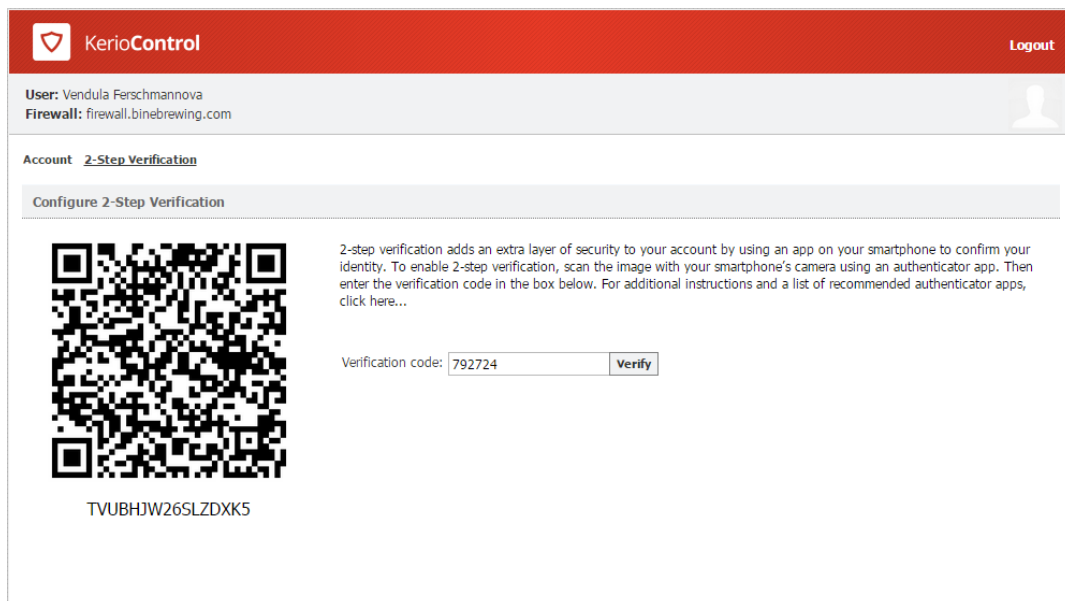 KerioControl
Logout
User: Vendula Ferschmannova
Firewall: firewall.binebrewing.com
Account 2-Step Verification
Configure 2-Step Verification
2-step verification adds an extra layer of security to your account by using an app on your smartphone to confirm your
identity. To enable 2-step verification, scan the image with your smartphone's camera using an authenticator app. Then
enter the verification code in the box below. For additional instructions and a list of recommended authenticator apps,
click here...
Verification code: 792724 Verify
TVUBHJW26SLZDXK5